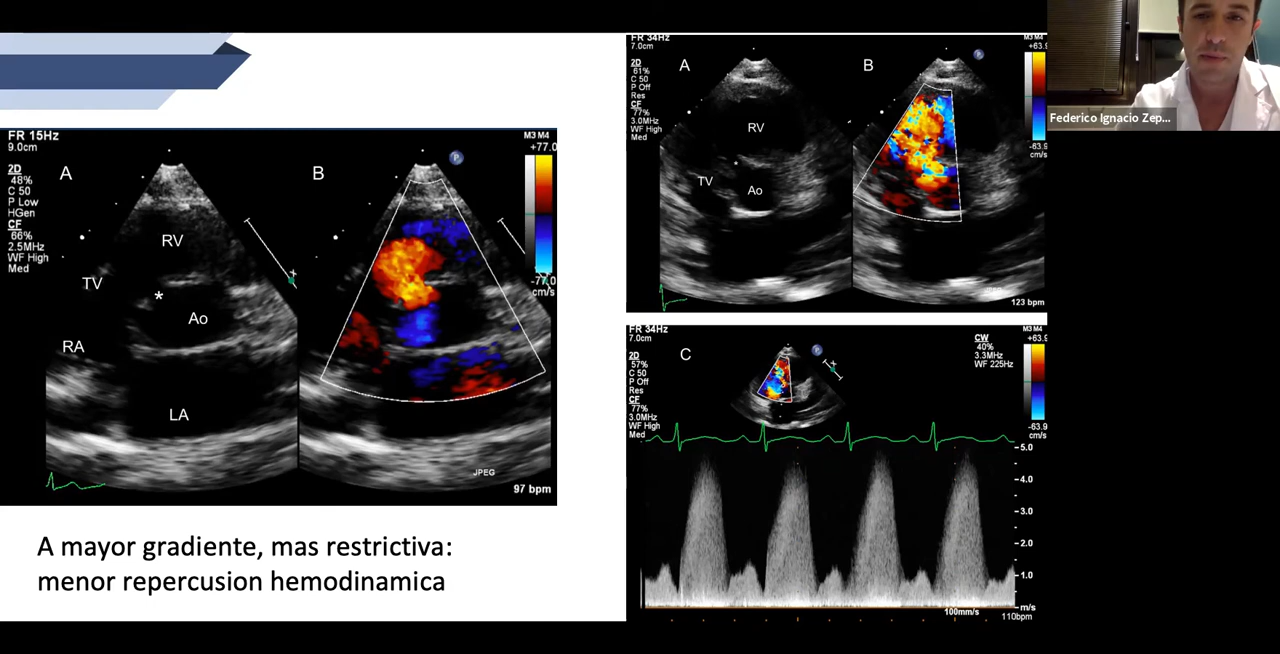 FR 15Hz
9.0cm
2D
48%
C 50
P Low
HGen
CF
66%
2.5MHz
WF High
Med
A
B
M3 M4
+77.0
-77.0
cm/s
P
RV
TV
*
Ao
RA
LA
JPEG
97 bpm
A mayor gradiente, mas restrictiva:
menor repercusion hemodinamica
FR 34Hz
7.0cm
2D
61%
C 50
P Off
Res
CF
77%
3.0MHz
WF High
Med
A
B
M3 M4
+63.9
-63.9
cm/s
P
RV
TV
Ao
JPEG
123 bpm
FR 34Hz
7.0cm
2D
57%
C 50
P Off
Res
CF
77%
3.0MHz
WF High
Med
C
P
CW
40%
3.3MHz
WF 225Hz
M3 M4
+63.9
-63.9
cm/s
5.0
4.0
3.0
2.0
1.0
m/s
100mm/s
110bpm
Federico Ignacio Zep...